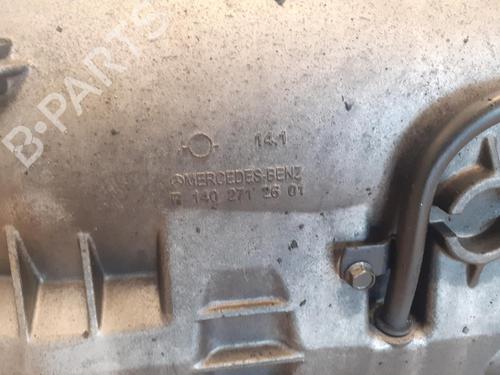 B-PARTS
14.1
MERCEDES-BENZ
140 271 26 01